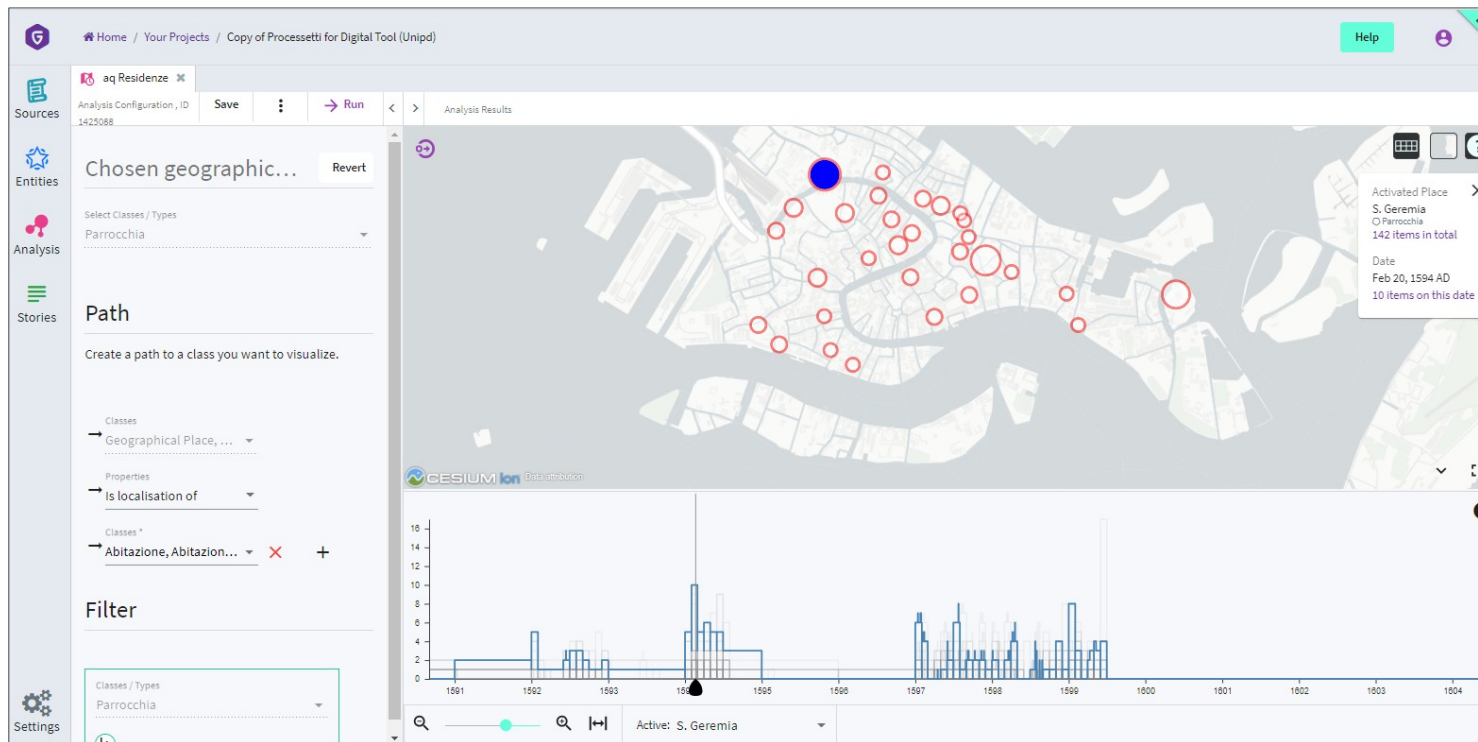 Home / Your Projects / Copy of Processetti for Digital Tool (Unipd)
Help
aq Residenze
Analysis Configuration , ID
1425088
Save
Run
Analysis Results
Sources
Entities
Analysis
Stories
Settings
Chosen geographic...
Revert
Select Classes / Types
Parrocchia
Path
Create a path to a class you want to visualize.
Classes
Geographical Place, ...
Properties
Is localisation of
Classes *
Abitazione, Abitazion...
Filter
Classes / Types
Parrocchia
Activated Place
S. Geremia
Parrocchia
142 items in total
Date
Feb 20, 1594 AD
10 items on this date
CESIUM ion Data attribution
16
14
12
10
8
6
4
2
0
1591
1592
1593
1595
1596
1597
1598
1599
1600
1601
1602
1603
1604
Active: S. Geremia